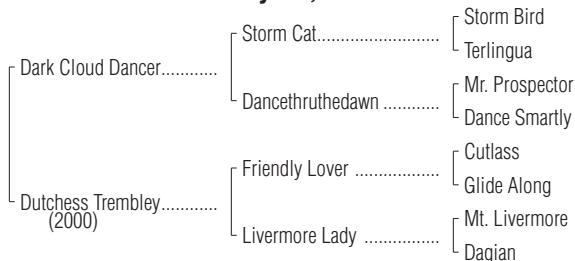 Storm Bird
Storm Cat..................
Terlingua
Dark Cloud Dancer............
Mr. Prospector
Dancethruthedawn ............
Dance Smartly
Cutlass
Friendly Lover ..................
Glide Along
Dutchess Trembley............
(2000)
Mt. Livermore
Livermore Lady ................
Dagian